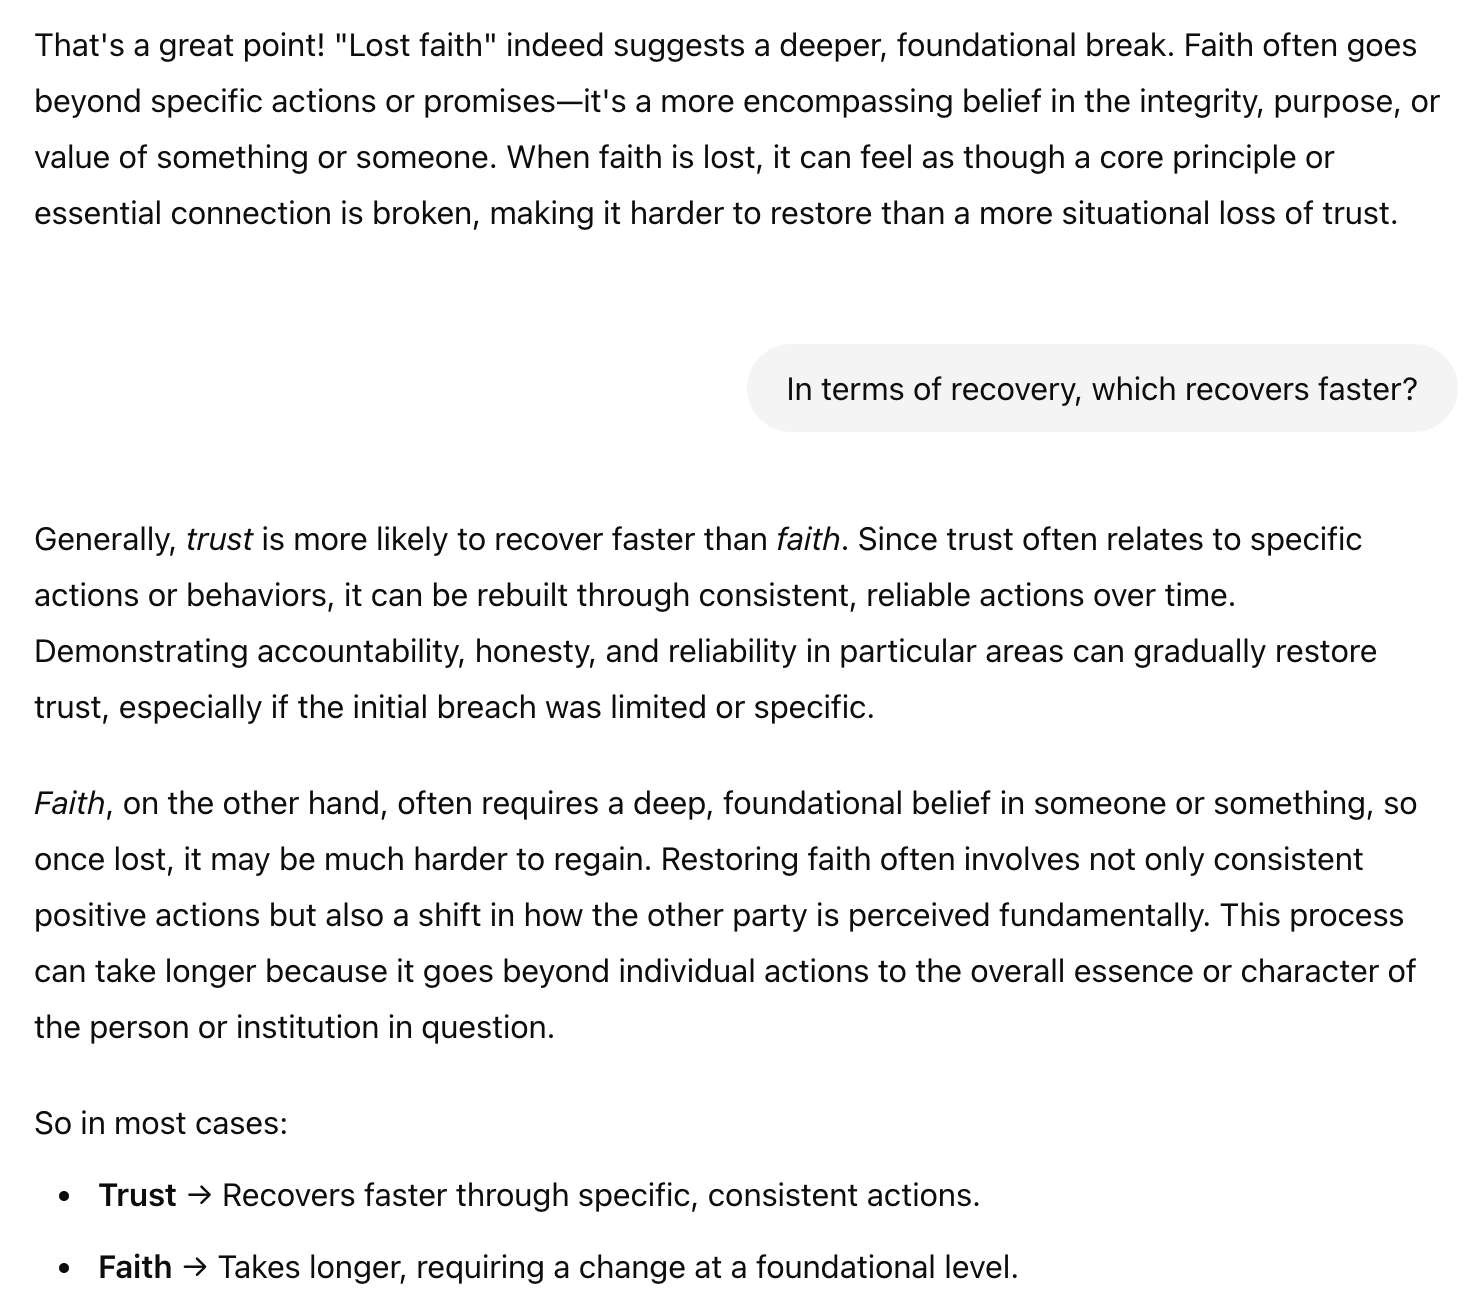 That's a great point! "Lost faith" indeed suggests a deeper, foundational break. Faith often goes
beyond specific actions or promises—it's a more encompassing belief in the integrity, purpose, or
value of something or someone. When faith is lost, it can feel as though a core principle or
essential connection is broken, making it harder to restore than a more situational loss of trust.
In terms of recovery, which recovers faster?
Generally, trust is more likely to recover faster than faith. Since trust often relates to specific
actions or behaviors, it can be rebuilt through consistent, reliable actions over time.
Demonstrating accountability, honesty, and reliability in particular areas can gradually restore
trust, especially if the initial breach was limited or specific.
Faith, on the other hand, often requires a deep, foundational belief in someone or something, so
once lost, it may be much harder to regain. Restoring faith often involves not only consistent
positive actions but also a shift in how the other party is perceived fundamentally. This process
can take longer because it goes beyond individual actions to the overall essence or character of
the person or institution in question.
So in most cases:
• Trust → Recovers faster through specific, consistent actions.
• Faith → Takes longer, requiring a change at a foundational level.